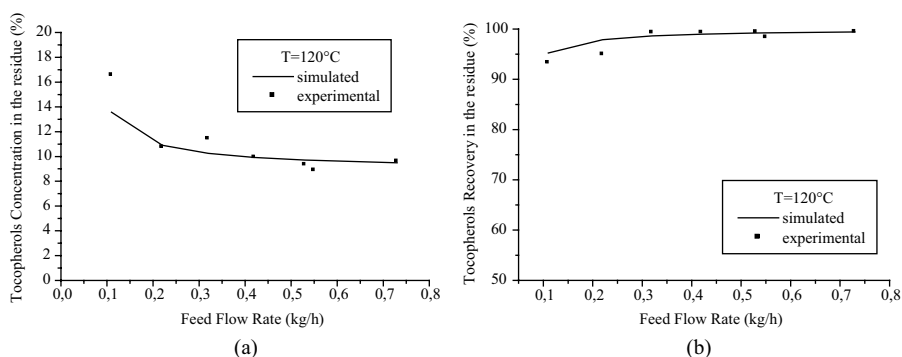 Tocopherols Concentration in the residue (%)
20
18
16
14
12
10
8
6
4
2
0
0,0 0,1 0,2 0,3 0,4 0,5 0,6 0,7 0,8
Feed Flow Rate (kg/h)
T=120°C
simulated
experimental
(a)
Tocopherols Recovery in the residue (%)
100
90
80
70
60
50
0,1 0,2 0,3 0,4 0,5 0,6 0,7 0,8
Feed Flow Rate (kg/h)
T=120°C
simulated
experimental
(b)